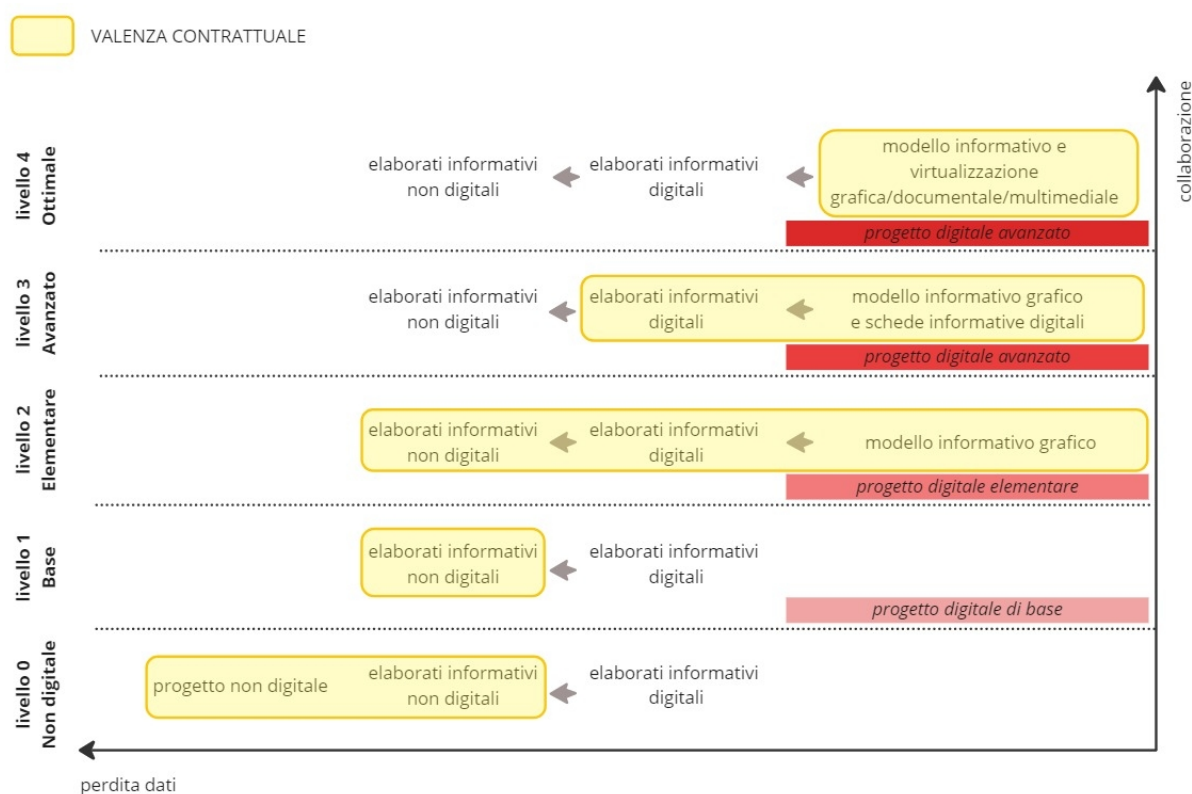 VALENZA CONTRATTUALE
collaborazione
livello 4
Ottimale
elaborati informativi
non digitali
elaborati informativi
digitali
modello informativo e
virtualizzazione
grafica/documentale/multimediale
progetto digitale avanzato
livello 3
Avanzato
elaborati informativi
non digitali
elaborati informativi
digitali
modello informativo grafico
e schede informative digitali
progetto digitale avanzato
livello 2
Elementare
elaborati informativi
non digitali
elaborati informativi
digitali
modello informativo grafico
progetto digitale elementare
livello 1
Base
elaborati informativi
non digitali
elaborati informativi
digitali
progetto digitale di base
livello 0
Non digitale
progetto non digitale
elaborati informativi
non digitali
elaborati informativi
digitali
perdita dati